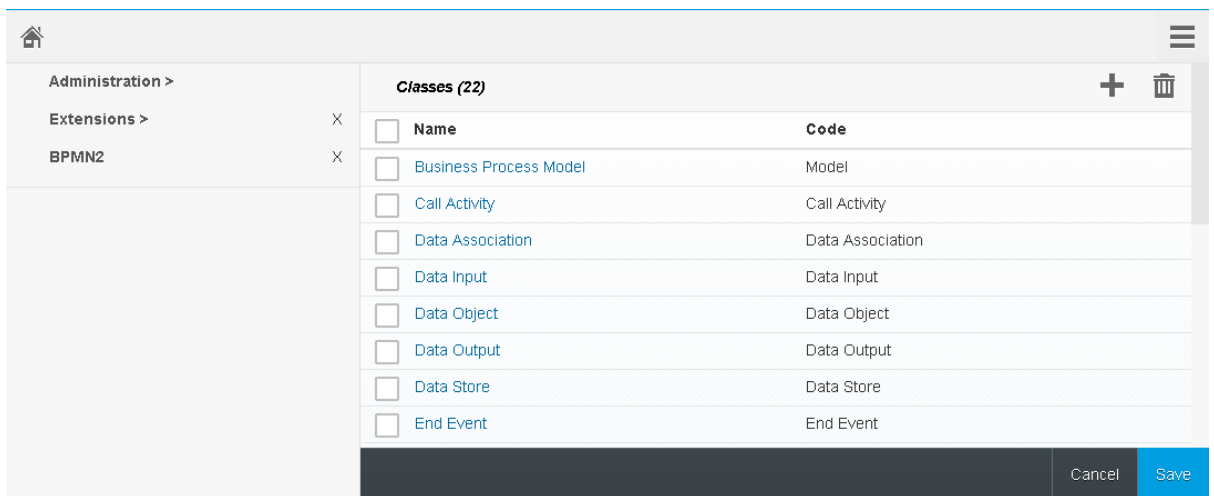 Administration >
Extensions > X
BPMN2 X
Classes (22)
Name Code
Business Process Model Model
Call Activity Call Activity
Data Association Data Association
Data Input Data Input
Data Object Data Object
Data Output Data Output
Data Store Data Store
End Event End Event
Cancel Save